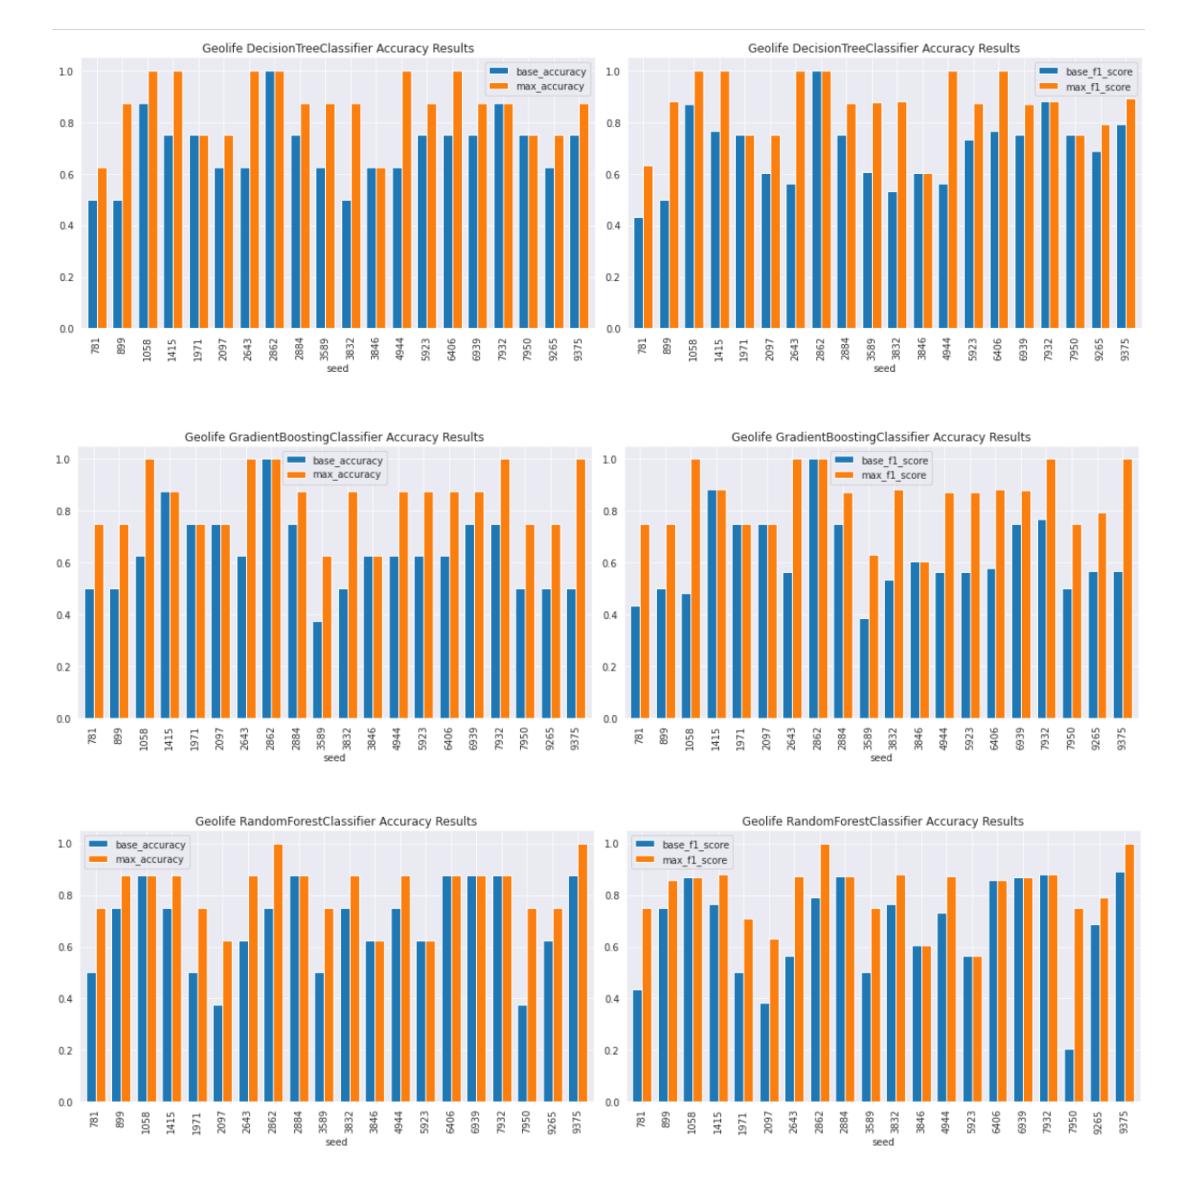 Geolife DecisionTreeClassifier Accuracy Results
base_accuracy
max_accuracy
1.0
0.8
0.6
0.4
0.2
0.0
781 899 1058 1415 1971 2097 2643 2862 2884 3589 3832 3846 4944 5923 6406 6939 7932 7950 9265 9375
seed
Geolife DecisionTreeClassifier Accuracy Results
base_f1_score
max_f1_score
1.0
0.8
0.6
0.4
0.2
0.0
781 899 1058 1415 1971 2097 2643 2862 2884 3589 3832 3846 4944 5923 6406 6939 7932 7950 9265 9375
seed
Geolife GradientBoostingClassifier Accuracy Results
base_accuracy
max_accuracy
1.0
0.8
0.6
0.4
0.2
0.0
781 899 1058 1415 1971 2097 2643 2862 2884 3589 3832 3846 4944 5923 6406 6939 7932 7950 9265 9375
seed
Geolife GradientBoostingClassifier Accuracy Results
base_f1_score
max_f1_score
1.0
0.8
0.6
0.4
0.2
0.0
781 899 1058 1415 1971 2097 2643 2862 2884 3589 3832 3846 4944 5923 6406 6939 7932 7950 9265 9375
seed
Geolife RandomForestClassifier Accuracy Results
base_accuracy
max_accuracy
1.0
0.8
0.6
0.4
0.2
0.0
781 899 1058 1415 1971 2097 2643 2862 2884 3589 3832 3846 4944 5923 6406 6939 7932 7950 9265 9375
seed
Geolife RandomForestClassifier Accuracy Results
base_f1_score
max_f1_score
1.0
0.8
0.6
0.4
0.2
0.0
781 899 1058 1415 1971 2097 2643 2862 2884 3589 3832 3846 4944 5923 6406 6939 7932 7950 9265 9375
seed